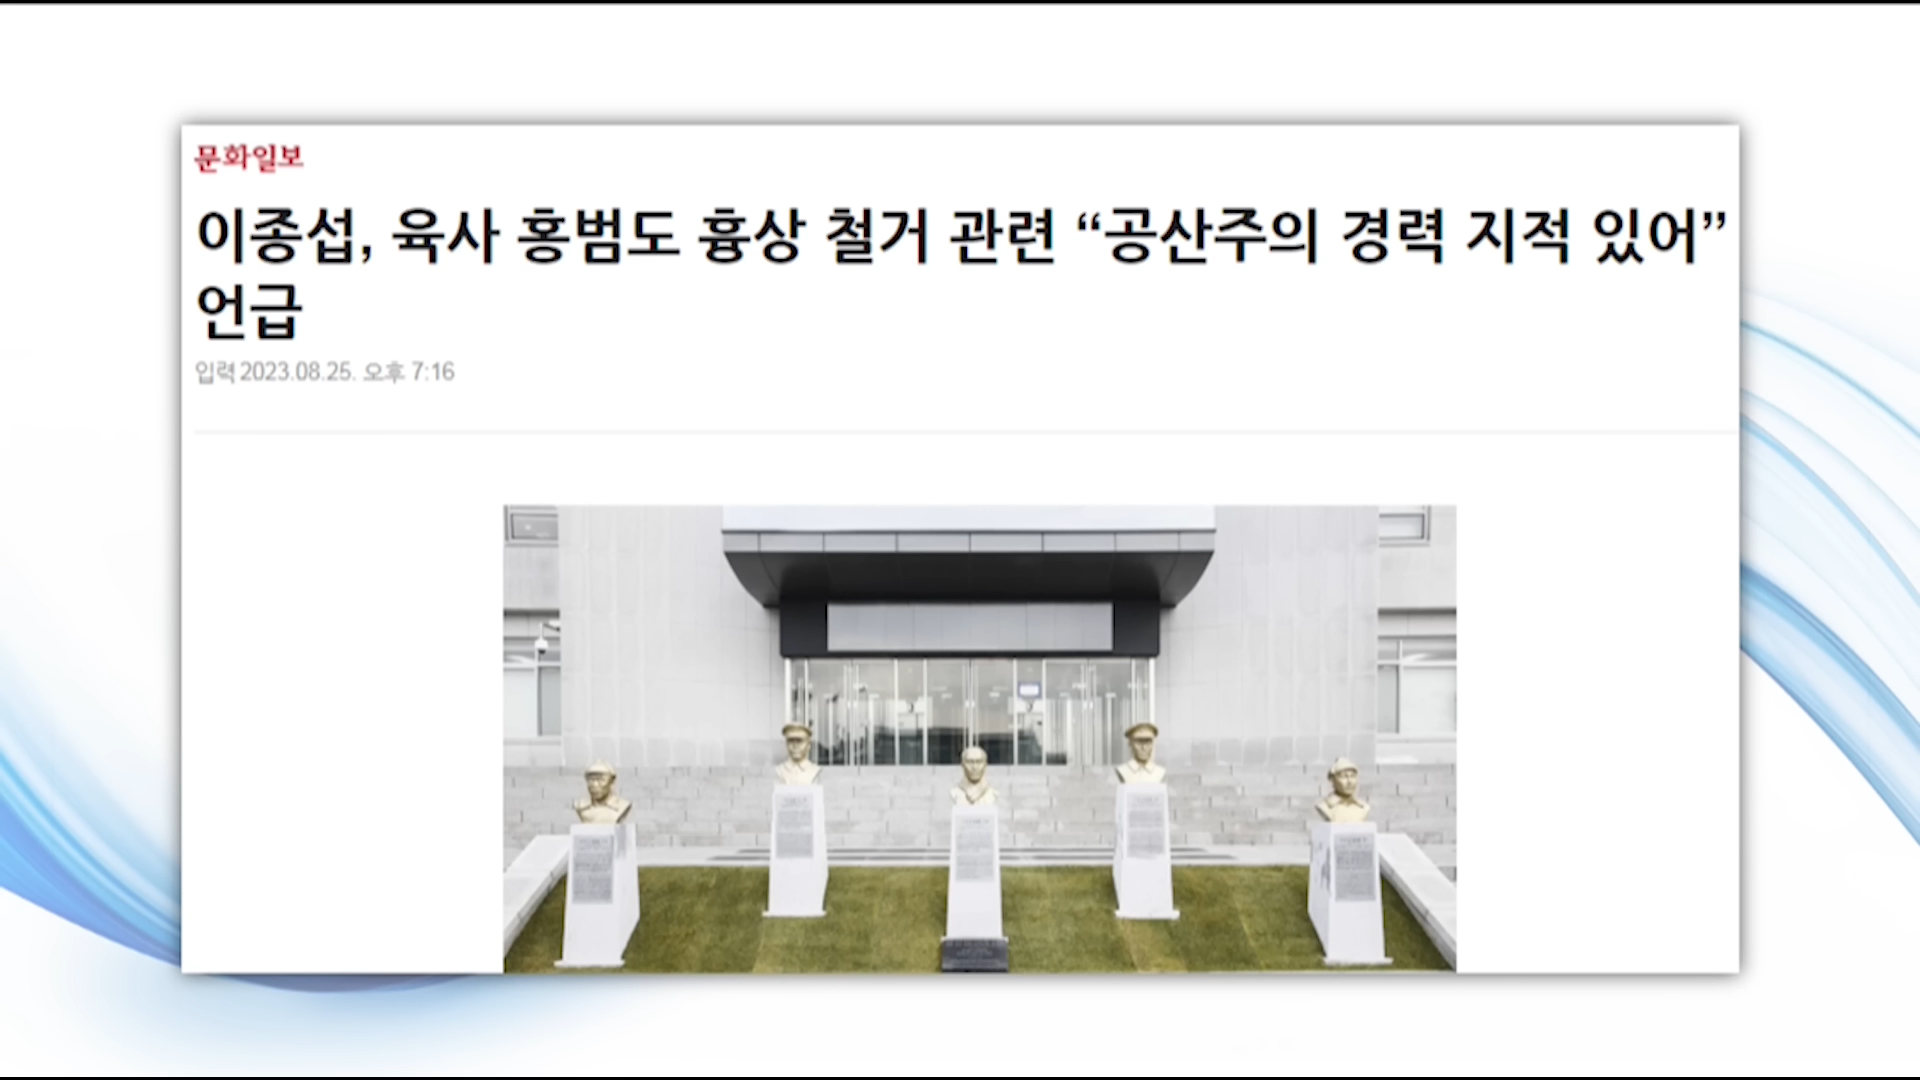 문화일보
이종섭, 육사 홍범도 흉상 철거 관련 “공산주의 경력 지적 있어”
언급
입력 2023.08.25. 오후 7:16